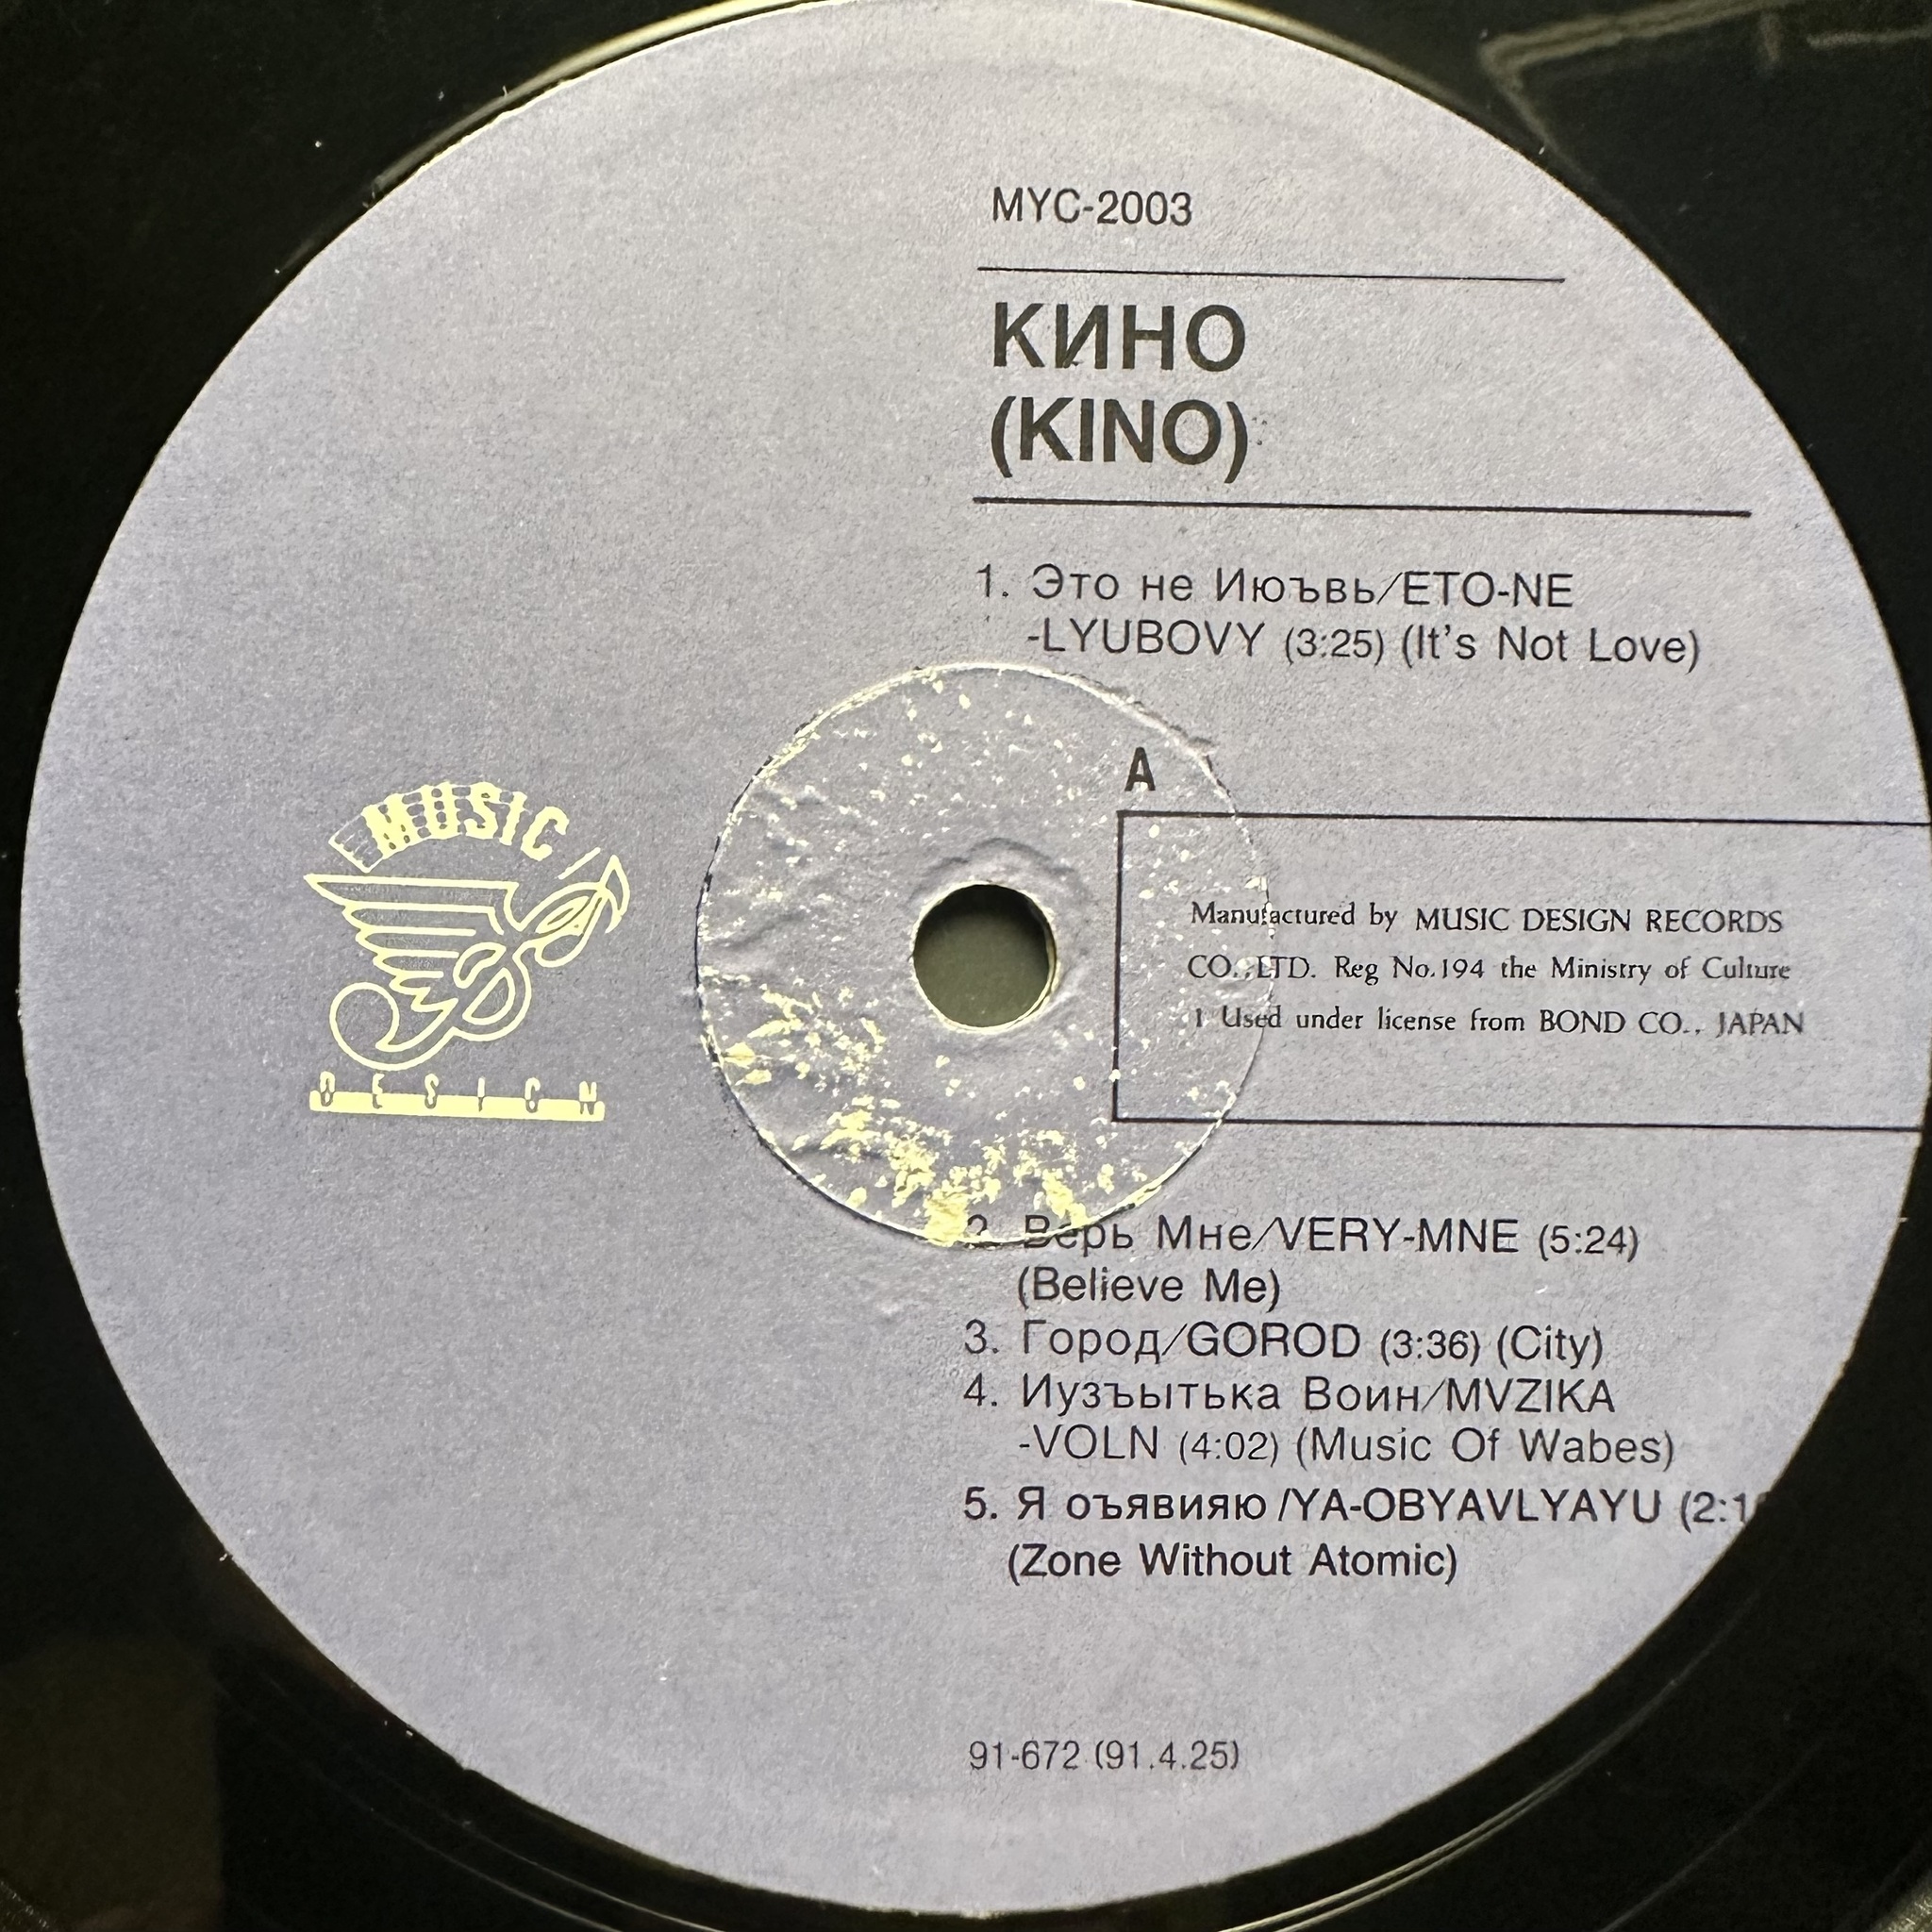 MYC-2003
КИНО
(KINO)
1. Это не Июъвь/ETO-NE
-LYUBOVY (3:25) (It's Not Love)
A
MUSIC
DESIGN
Manufactured by MUSIC DESIGN RECORDS
CO.,LTD. Reg No.194 the Ministry of Culture
1 Used under license from BOND CO., JAPAN
2. Верь Мне/VERY-MNE (5:24)
(Believe Me)
3. Город/GOROD (3:36) (City)
4. Иузъытька Воин/MVZIKA
-VOLN (4:02) (Music Of Wabes)
5. Я оъявияю/YA-OBYAVLYAYU
(Zone Without Atomic)
91-672 (91.4.25)